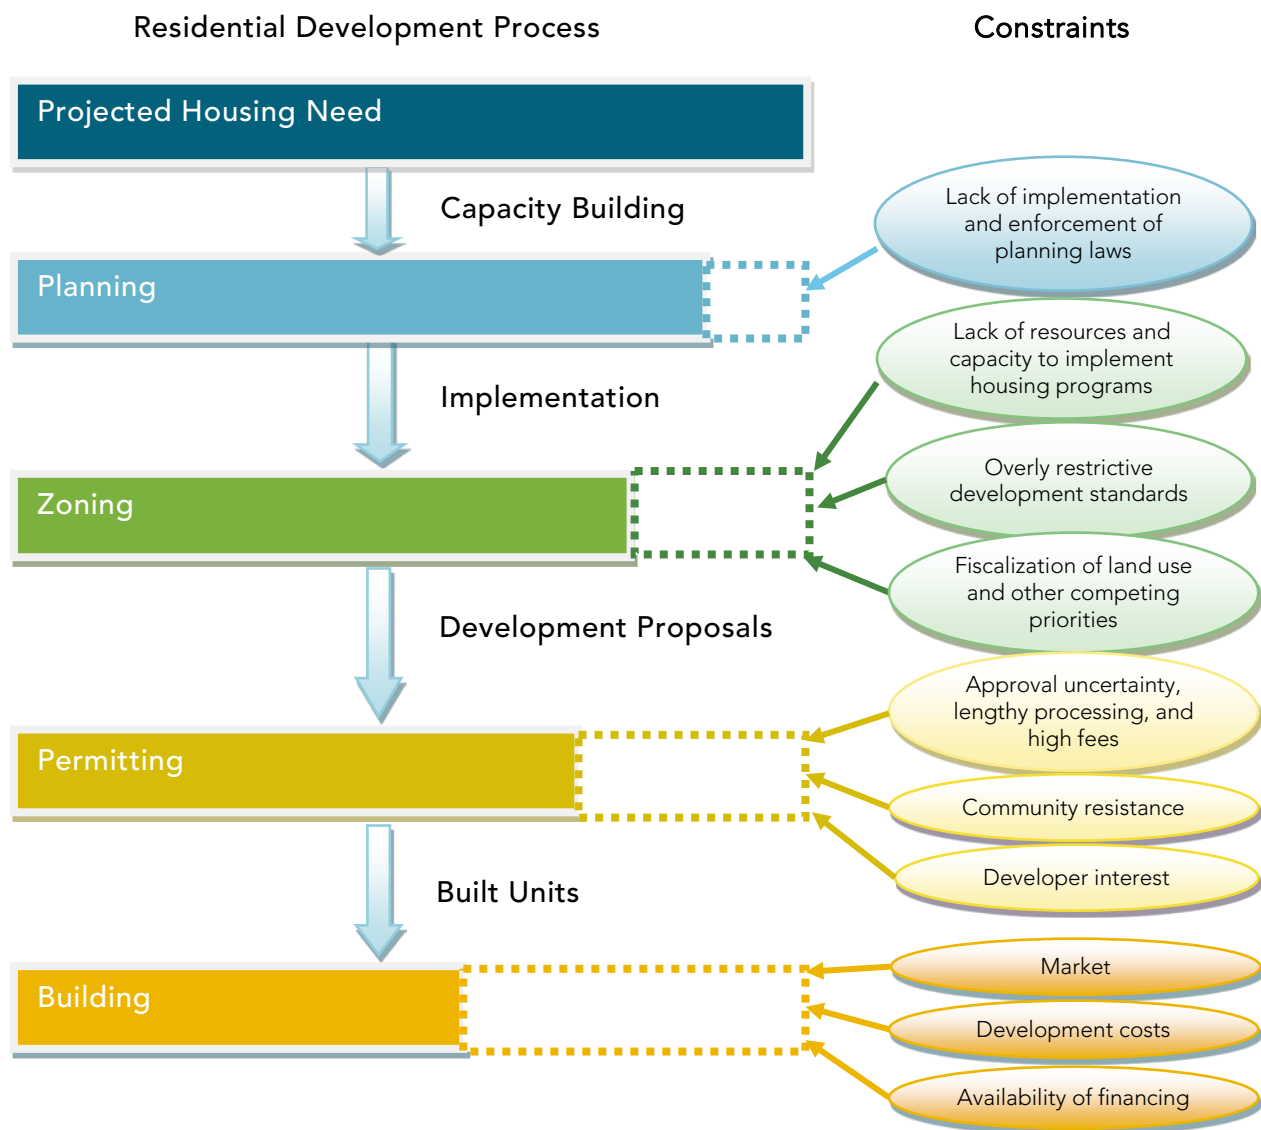 Residential Development Process
Constraints
Projected Housing Need
Capacity Building
Lack of implementation
and enforcement of
planning laws
Planning
Implementation
Lack of resources and
capacity to implement
housing programs
Zoning
Overly restrictive
development standards
Fiscalization of land use
and other competing
priorities
Development Proposals
Approval uncertainty,
lengthy processing, and
high fees
Permitting
Community resistance
Developer interest
Built Units
Building
Market
Development costs
Availability of financing